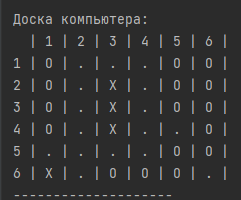 Доска компьютера:
  | 1 | 2 | 3 | 4 | 5 | 6 |
1 | O | . | . | . | O | O |
2 | O | . | X | . | O | O |
3 | O | . | X | . | O | O |
4 | O | . | X | . | . | O |
5 | . | . | . | . | O | O |
6 | X | . | O | O | O | . |
--------------------